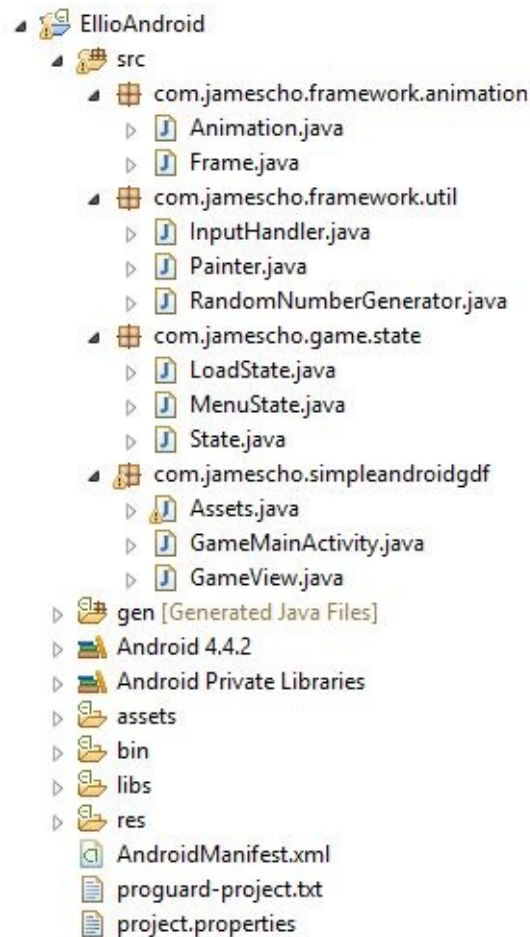 EllioAndroid
src
com.jamescho.framework.animation
Animation.java
Frame.java
com.jamescho.framework.util
InputHandler.java
Painter.java
RandomNumberGenerator.java
com.jamescho.game.state
LoadState.java
MenuState.java
State.java
com.jamescho.simpleandroidgdf
Assets.java
GameMainActivity.java
GameView.java
gen [Generated Java Files]
Android 4.4.2
Android Private Libraries
assets
bin
libs
res
AndroidManifest.xml
proguard-project.txt
project.properties